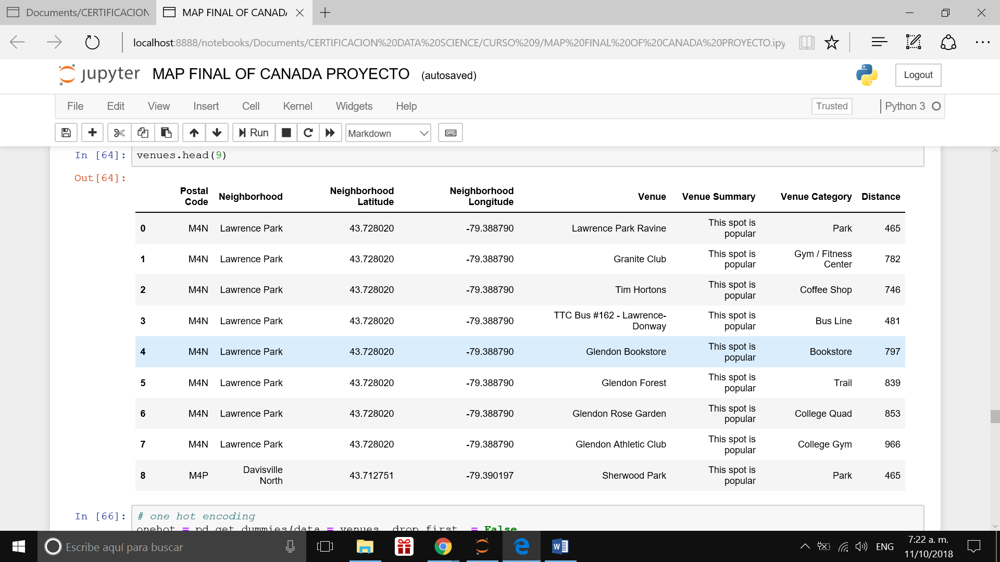 Documents/CERTIFICACION
MAP FINAL OF CANADA
localhost:8888/notebooks/Documents/CERTIFICACION%20DATA%20SCIENCE/CURSO%209/MAP%20FINAL%20OF%20CANADA%20PROYECTO.ipy
jupyter MAP FINAL OF CANADA PROYECTO (autosaved)
Logout
File Edit View Insert Cell Kernel Widgets Help
Trusted Python 3
Run Markdown
In [64]: venues.head(9)
Out[64]:
Postal Code Neighborhood Neighborhood Latitude Neighborhood Longitude Venue Venue Summary Venue Category Distance
0 M4N Lawrence Park 43.728020 -79.388790 Lawrence Park Ravine This spot is popular Park 465
1 M4N Lawrence Park 43.728020 -79.388790 Granite Club This spot is popular Gym / Fitness Center 782
2 M4N Lawrence Park 43.728020 -79.388790 Tim Hortons This spot is popular Coffee Shop 746
3 M4N Lawrence Park 43.728020 -79.388790 TTC Bus #162 - Lawrence-Donway This spot is popular Bus Line 481
4 M4N Lawrence Park 43.728020 -79.388790 Glendon Bookstore This spot is popular Bookstore 797
5 M4N Lawrence Park 43.728020 -79.388790 Glendon Forest This spot is popular Trail 839
6 M4N Lawrence Park 43.728020 -79.388790 Glendon Rose Garden This spot is popular College Quad 853
7 M4N Lawrence Park 43.728020 -79.388790 Glendon Athletic Club This spot is popular College Gym 966
8 M4P Davisville North 43.712751 -79.390197 Sherwood Park This spot is popular Park 465
In [66]: # one hot encoding
onehot = pd.get_dummies(data = venues, drop_first = False
Escribe aquí para buscar
ENG
7:22 a. m.
11/10/2018